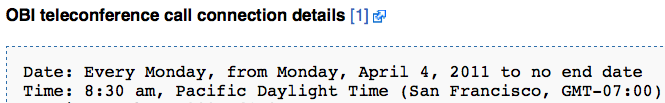 OBI teleconference call connection details [1]
Date: Every Monday, from Monday, April 4, 2011 to no end date
Time: 8:30 am, Pacific Daylight Time (San Francisco, GMT-07:00)